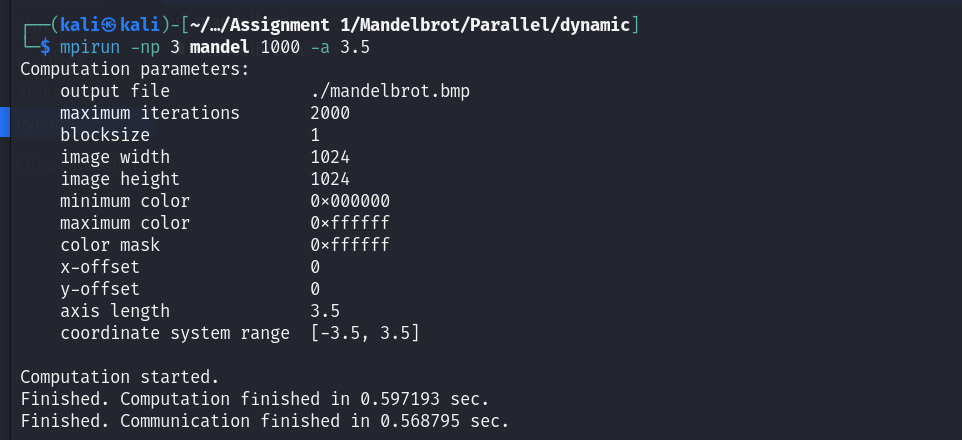 ┌──(kali㉿kali)-[~/…/Assignment 1/Mandelbrot/Parallel/dynamic]
└─$ mpirun -np 3 mandel 1000 -a 3.5
Computation parameters:
    output file              ./mandelbrot.bmp
    maximum iterations       2000
    blocksize                1
    image width              1024
    image height             1024
    minimum color            0×000000
    maximum color            0×ffffff
    color mask               0×ffffff
    x-offset                 0
    y-offset                 0
    axis length              3.5
    coordinate system range  [-3.5, 3.5]

Computation started.
Finished. Computation finished in 0.597193 sec.
Finished. Communication finished in 0.568795 sec.